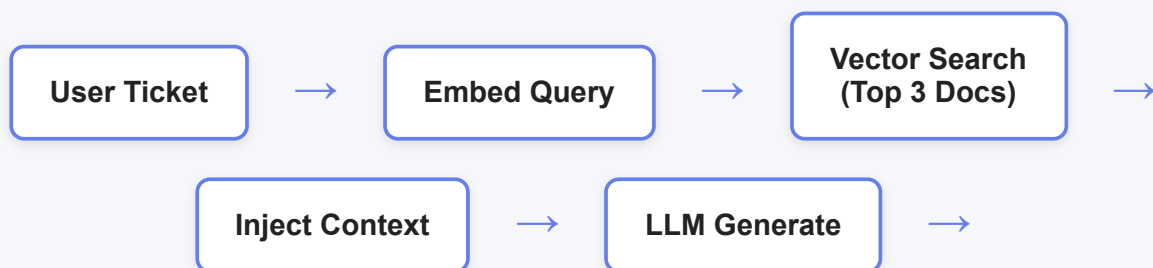 User Ticket
→
Embed Query
→
Vector Search
(Top 3 Docs)
→
Inject Context
→
LLM Generate
→